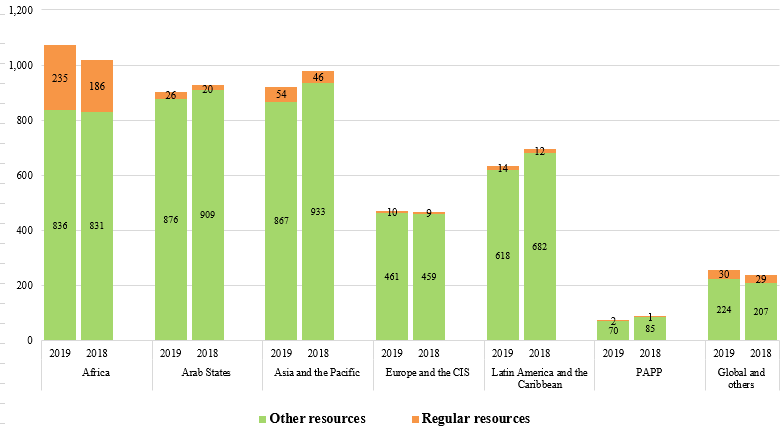 1,200
1,000
800
600
400
200
0
235 186 26 20 54 46 10 9 14 12 2 1 30 29
836 831 876 909 867 933 461 459 618 682 70 85 224 207
2019 2018 2019 2018 2019 2018 2019 2018 2019 2018 2019 2018 2019 2018
Africa Arab States Asia and the Pacific Europe and the CIS Latin America and the PAPP Global and
Caribbean others
Other resources Regular resources